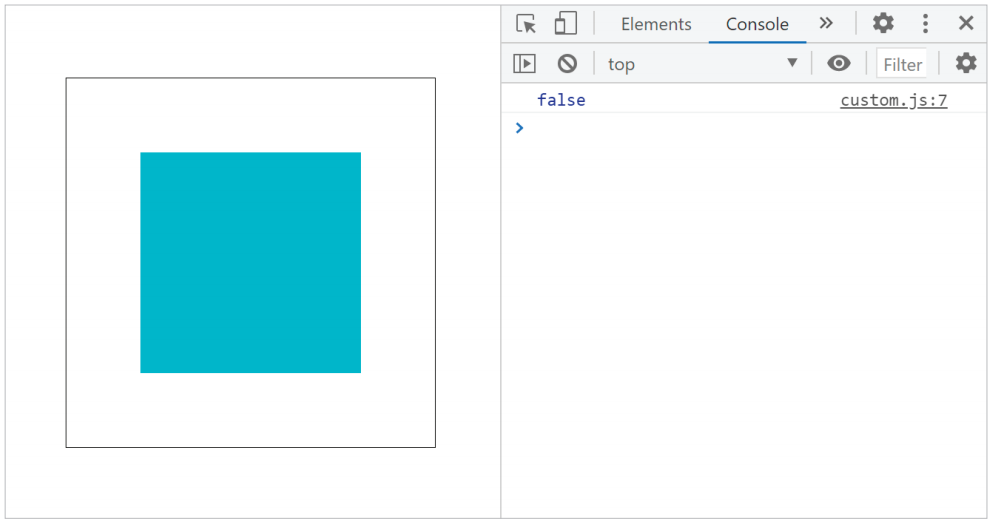 Elements Console
top Filter
false custom.js:7